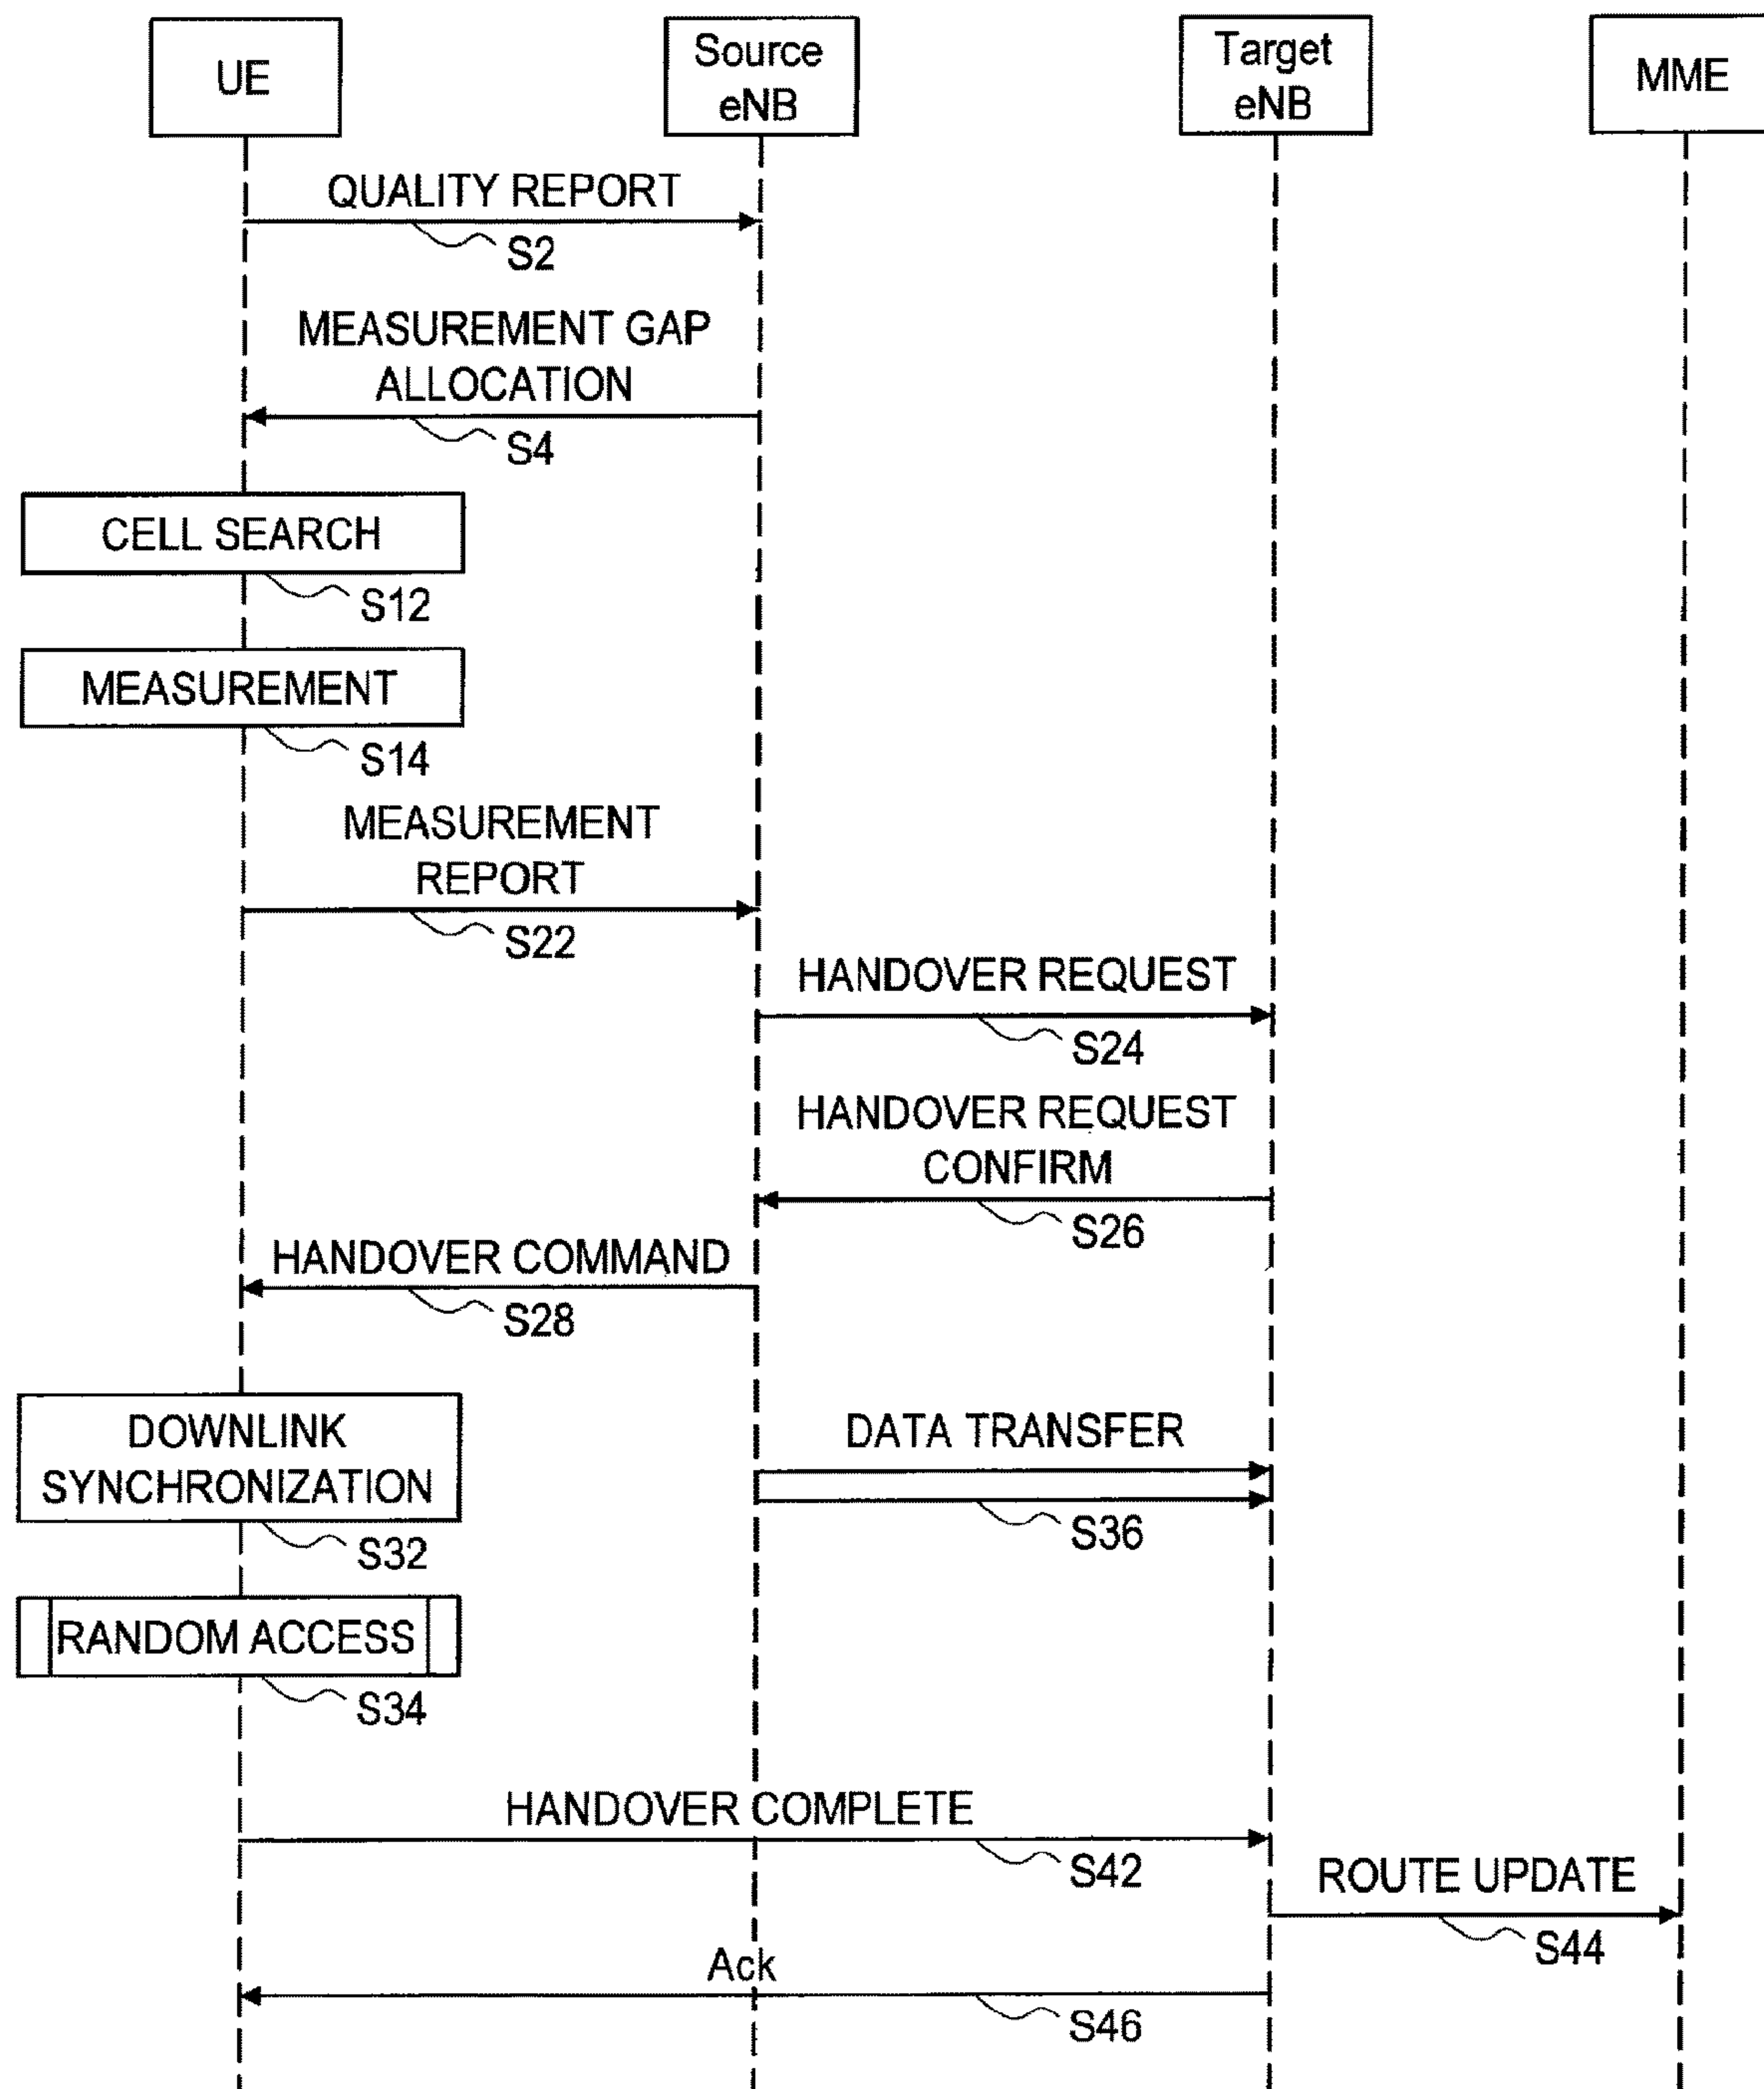 UE
Source
eNB
Target
eNB
MME
QUALITY REPORT
S2
MEASUREMENT GAP
ALLOCATION
S4
CELL SEARCH
S12
MEASUREMENT
S14
MEASUREMENT
REPORT
S22
HANDOVER REQUEST
S24
HANDOVER REQUEST
CONFIRM
S26
HANDOVER COMMAND
S28
DOWNLINK
SYNCHRONIZATION
S32
DATA TRANSFER
S36
RANDOM ACCESS
S34
HANDOVER COMPLETE
S42
ROUTE UPDATE
S44
Ack
S46